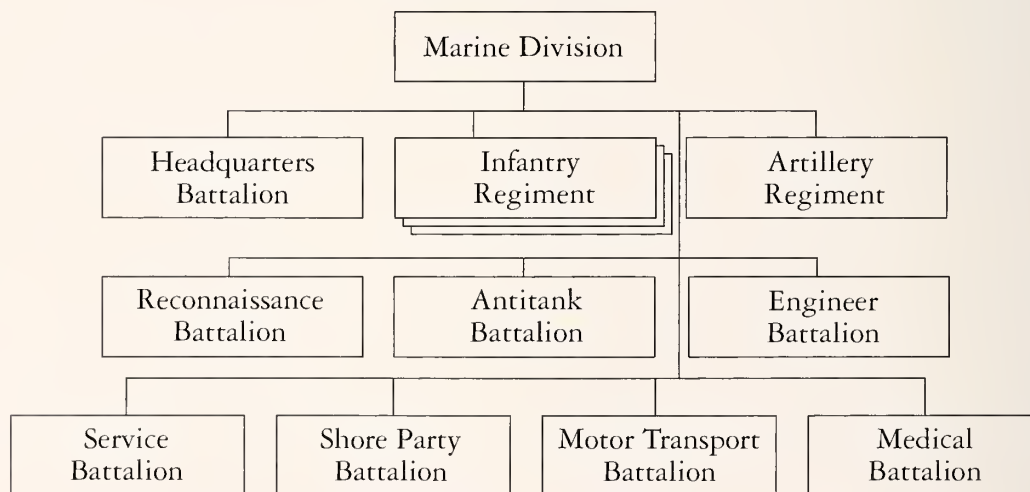 Marine Division
Headquarters
Battalion
Infantry
Regiment
Artillery
Regiment
Reconnaissance
Battalion
Antitank
Battalion
Engineer
Battalion
Service
Battalion
Shore Party
Battalion
Motor Transport
Battalion
Medical
Battalion